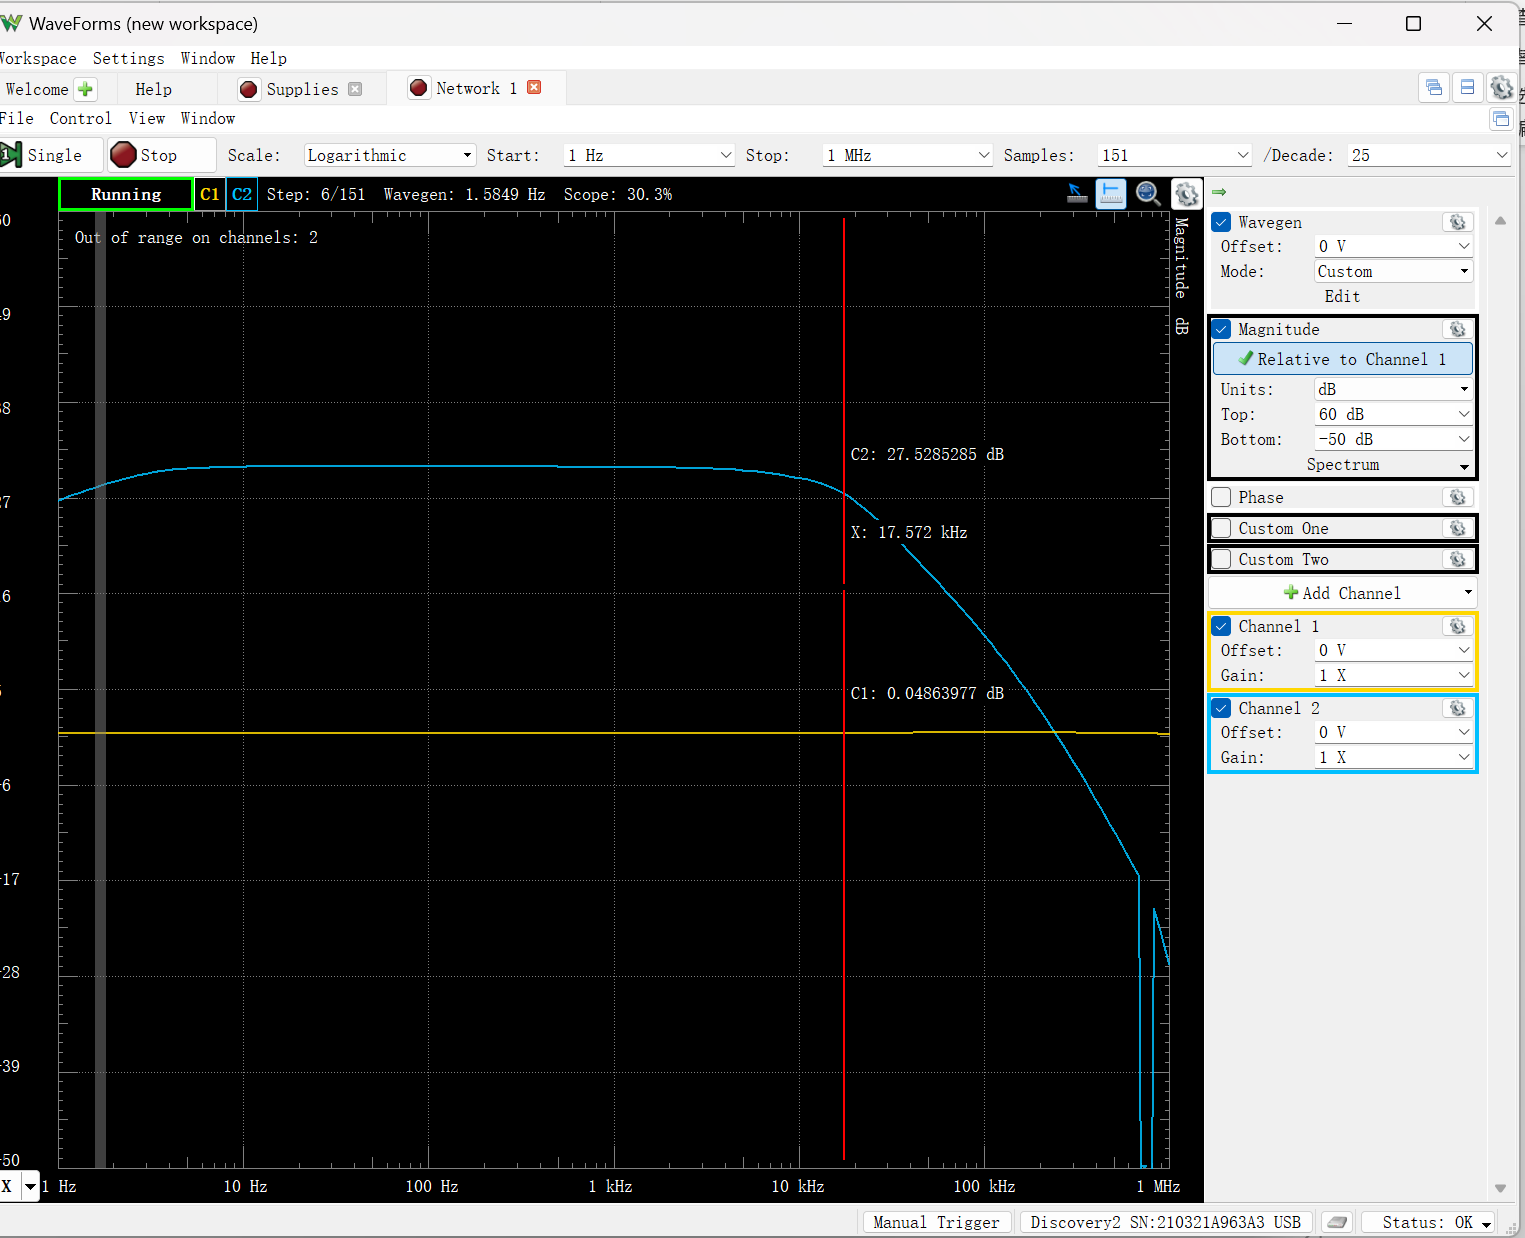 WaveForms (new workspace)
Workspace Settings Window Help
Welcome Help Supplies Network 1
File Control View Window
Single Stop Scale: Logarithmic Start: 1 Hz Stop: 1 MHz Samples: 151 /Decade: 25
Running C1 C2 Step: 6/151 Wavegen: 1.5849 Hz Scope: 30.3%
Out of range on channels: 2
Magnitude dB
C2: 27.5285285 dB
X: 17.572 kHz
C1: 0.04863977 dB
-6
-17
-28
-39
-50
X 1 Hz 10 Hz 100 Hz 1 kHz 10 kHz 100 kHz 1 MHz
Wavegen
Offset: 0 V
Mode: Custom
Edit
Magnitude
Relative to Channel 1
Units: dB
Top: 60 dB
Bottom: -50 dB
Spectrum
Phase
Custom One
Custom Two
Add Channel
Channel 1
Offset: 0 V
Gain: 1 X
Channel 2
Offset: 0 V
Gain: 1 X
Manual Trigger Discovery2 SN:210321A963A3 USB Status: OK